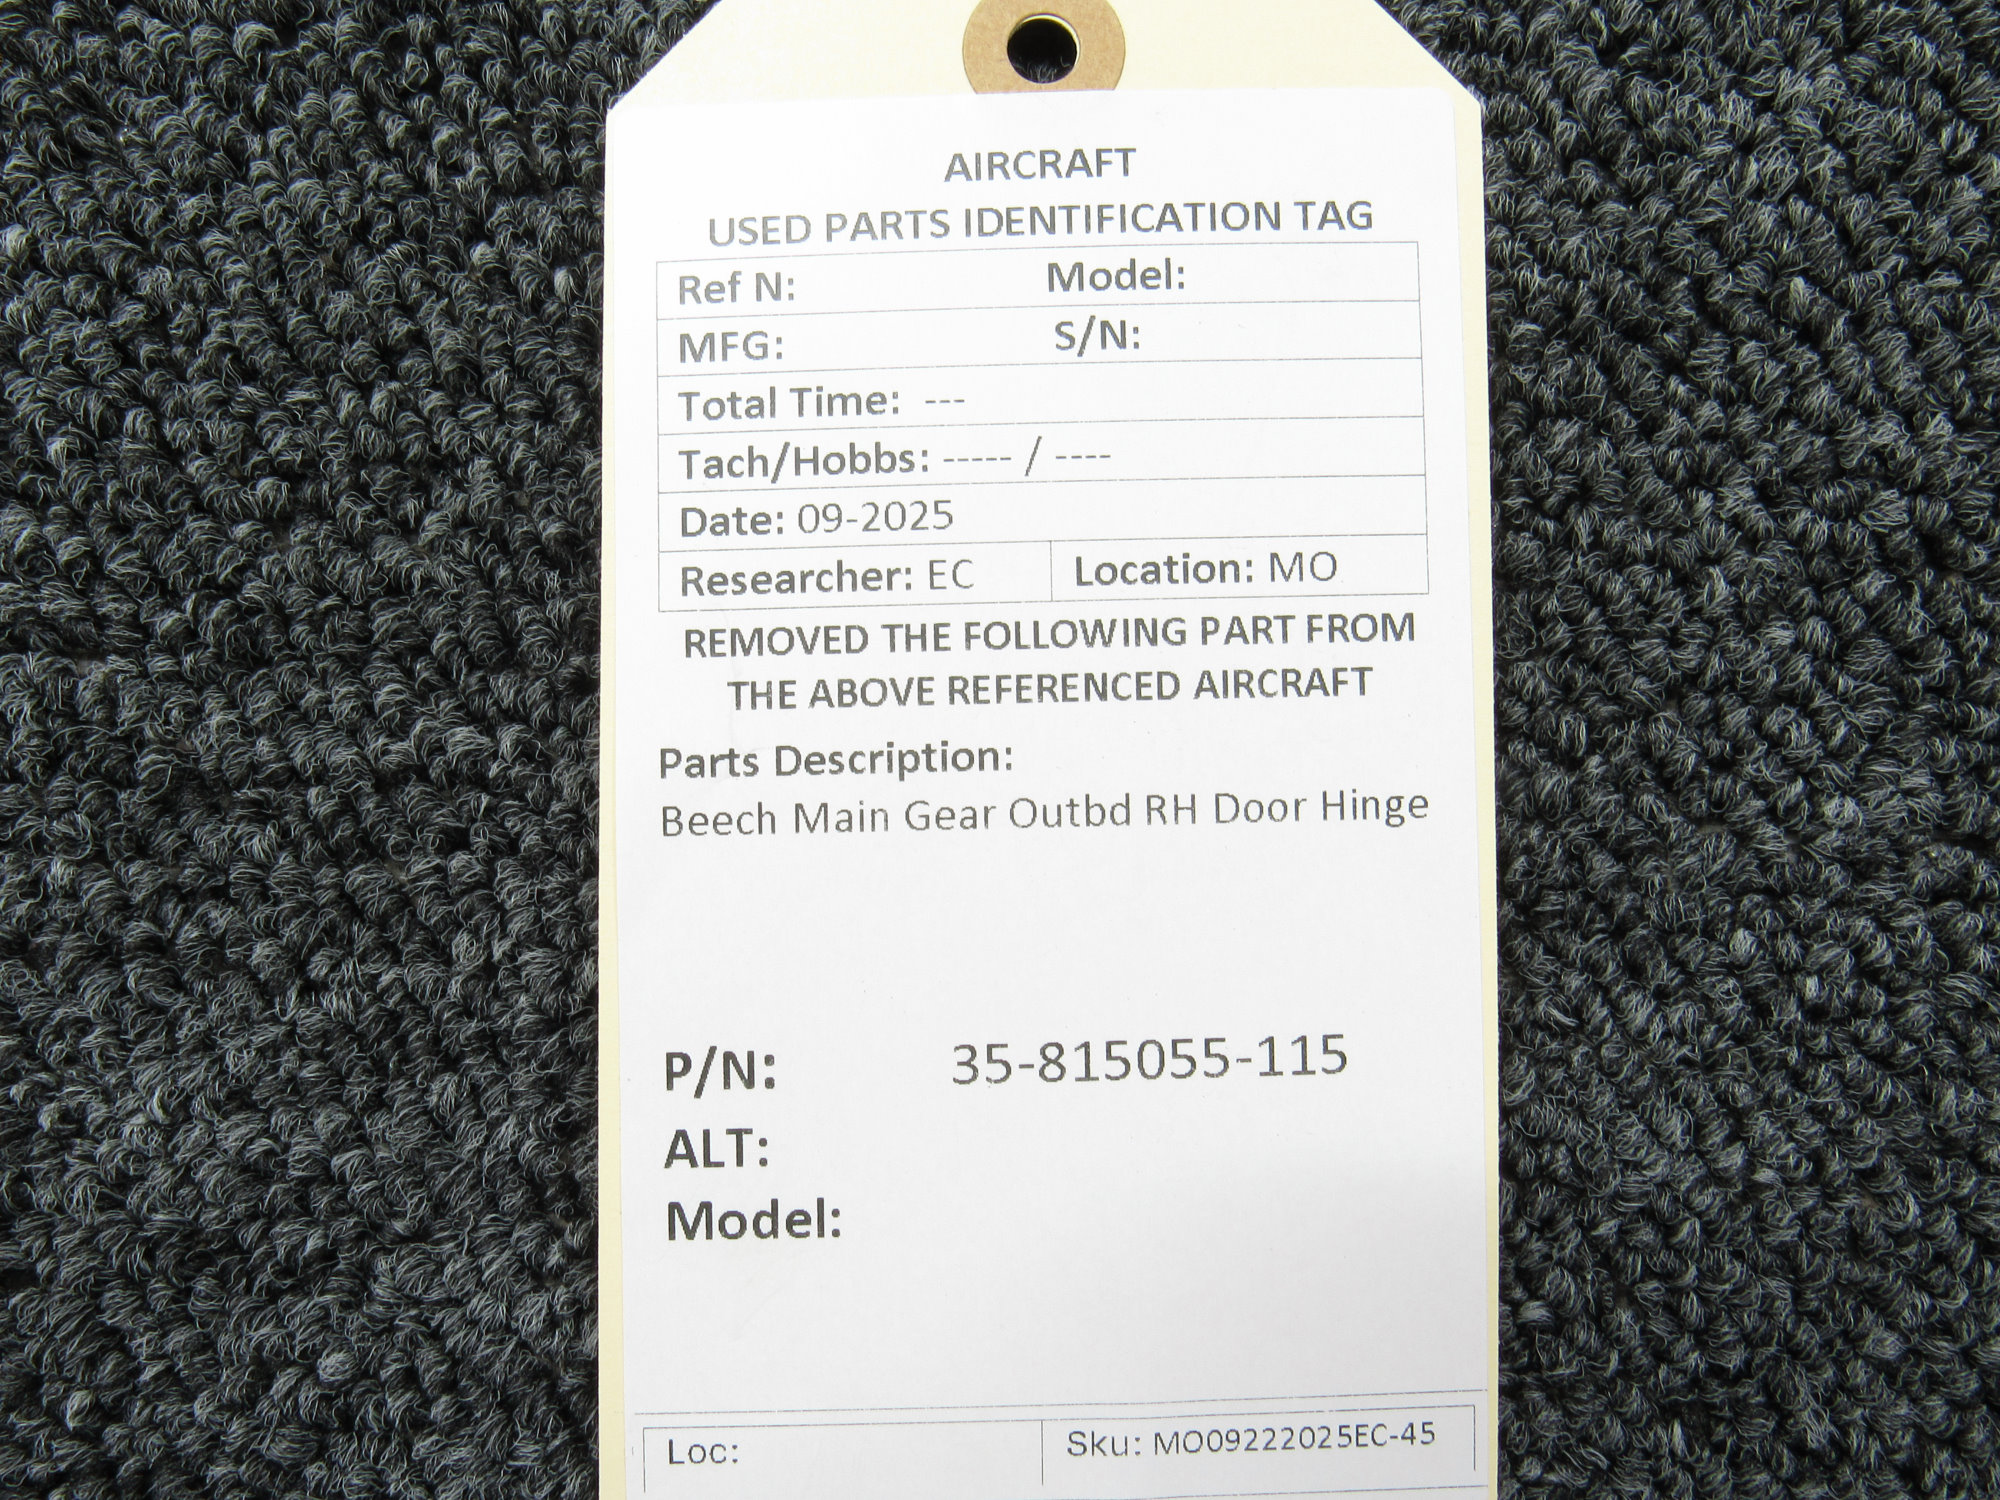 AIRCRAFT
USED PARTS IDENTIFICATION TAG
Ref N: Model:
MFG: S/N:
Total Time: ---
Tach/Hobbs: ----- / ----
Date: 09-2025
Researcher: EC Location: MO
REMOVED THE FOLLOWING PART FROM
THE ABOVE REFERENCED AIRCRAFT
Parts Description:
Beech Main Gear Outbd RH Door Hinge
P/N: 35-815055-115
ALT:
Model:
Loc: Sku: MO09222025EC-45